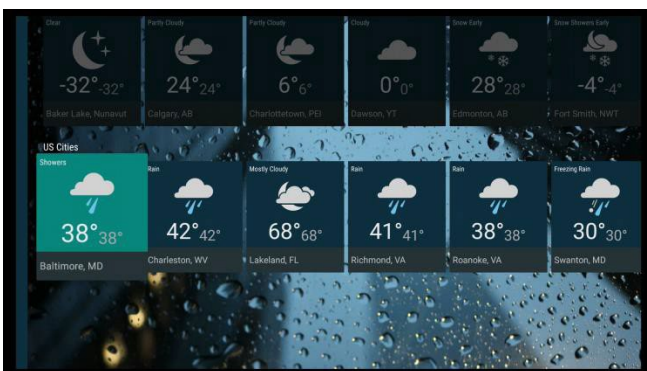 Clear
Partly Cloudy
Partly Cloudy
Cloudy
Snow Early
Snow Showers Early
-32° -32°
24° 24°
6° 6°
0° 0°
28° 28°
-4° -4°
Baker Lake, Nunavut
Calgary, AB
Charlottetown, PEI
Dawson, YT
Edmonton, AB
Fort Smith, NWT
US Cities
Showers
Rain
Mostly Cloudy
Rain
Rain
Freezing Rain
38° 38°
42° 42°
68° 68°
41° 41°
38° 38°
30° 30°
Baltimore, MD
Charleston, WV
Lakeland, FL
Richmond, VA
Roanoke, VA
Swanton, MD